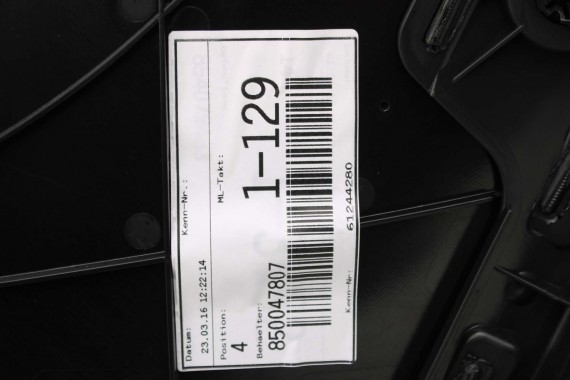 Datum: Kenn-Nr.:
23.03.16 12:22:14
Position: ML-Takt:
4 1-129
Behaelter:
850047807
Kenn-Nr: 61244280